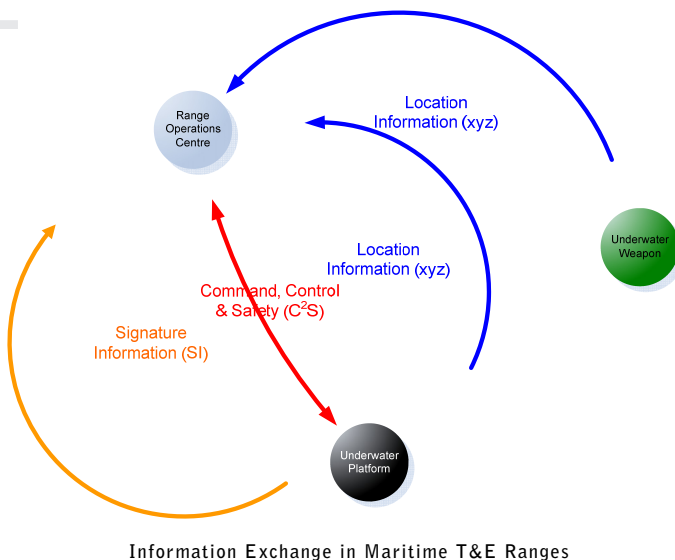 Range
Operations
Centre
Location
Information (xyz)
Underwater
Weapon
Location
Information (xyz)
Command, Control
& Safety (C²S)
Signature
Information (SI)
Underwater
Platform
Information Exchange in Maritime T&E Ranges